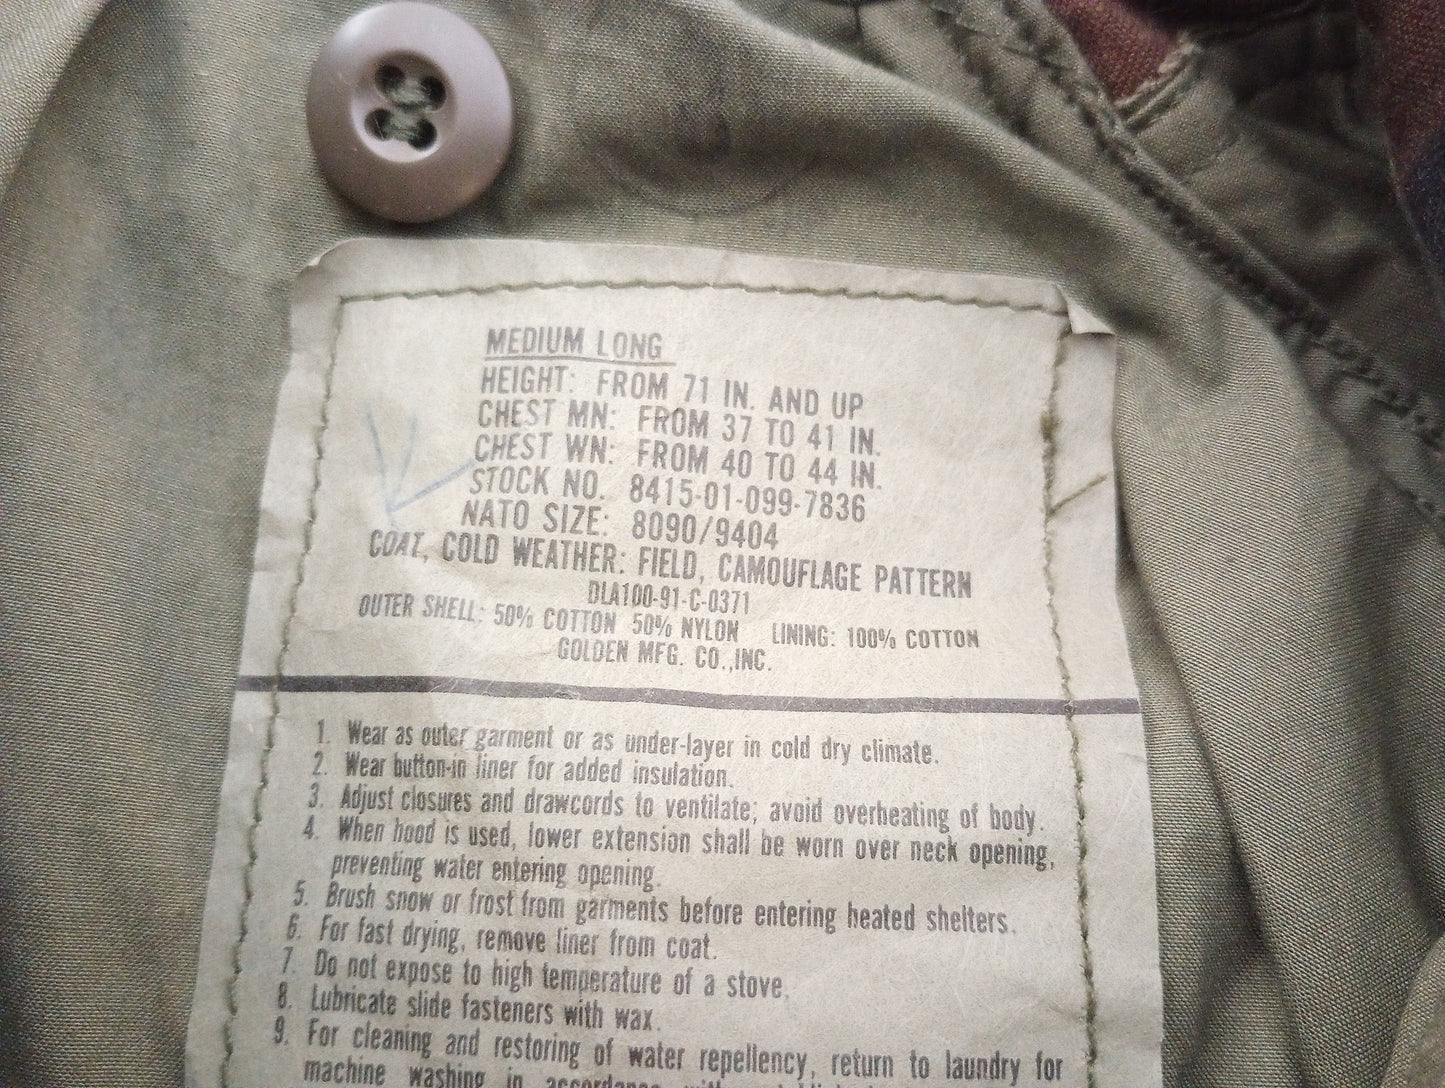 MEDIUM LONG
HEIGHT: FROM 71 IN. AND UP
CHEST MN: FROM 37 TO 41 IN.
CHEST WN: FROM 40 TO 44 IN.
STOCK NO. 8415-01-099-7836
NATO SIZE: 8090/9404
COAT, COLD WEATHER: FIELD, CAMOUFLAGE PATTERN
DLA100-91-C-0371
OUTER SHELL: 50% COTTON 50% NYLON LINING: 100% COTTON
GOLDEN MFG. CO.,INC.
1. Wear as outer garment or as under-layer in cold dry climate.
2. Wear button-in liner for added insulation.
3. Adjust closures and drawcords to ventilate; avoid overheating of body.
4. When hood is used, lower extension shall be worn over neck opening,
preventing water entering opening.
5. Brush snow or frost from garments before entering heated shelters.
6. For fast drying, remove liner from coat.
7. Do not expose to high temperature of a stove.
8. Lubricate slide fasteners with wax.
9. For cleaning and restoring of water repellency, return to laundry for
machine washing in